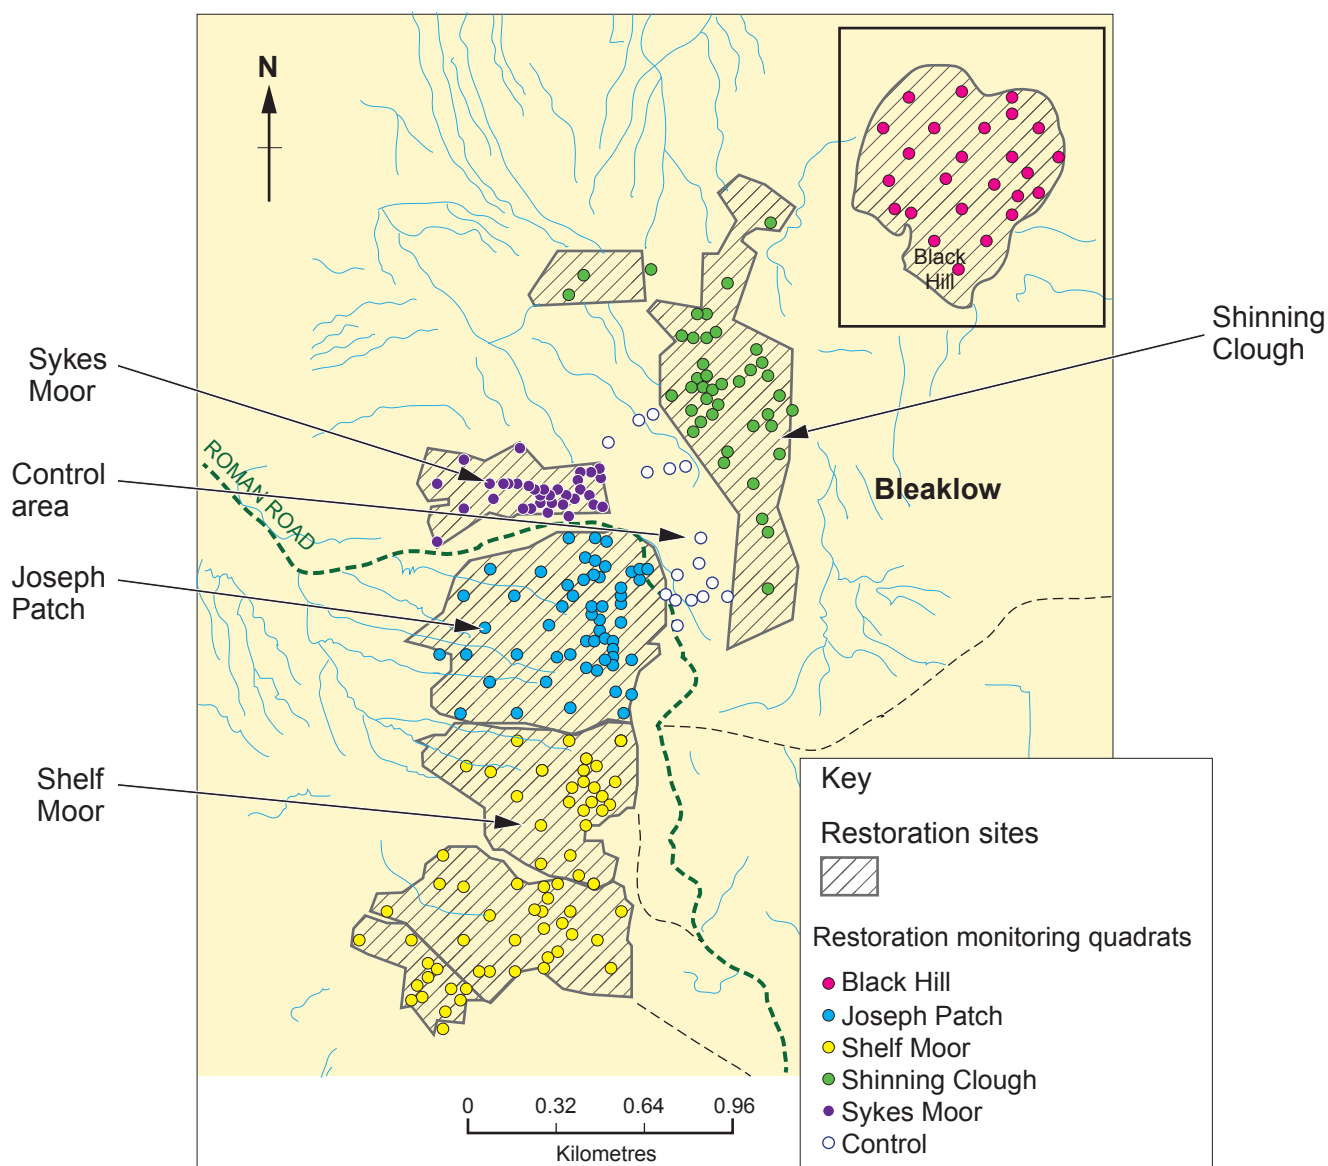 N
Black
Hill
Shinning
Clough
Sykes
Moor
Control
area
ROMAN ROAD
Bleaklow
Joseph
Patch
Shelf
Moor
Key
Restoration sites
Restoration monitoring quadrats
Black Hill
Joseph Patch
Shelf Moor
Shinning Clough
Sykes Moor
Control
0 0.32 0.64 0.96
Kilometres